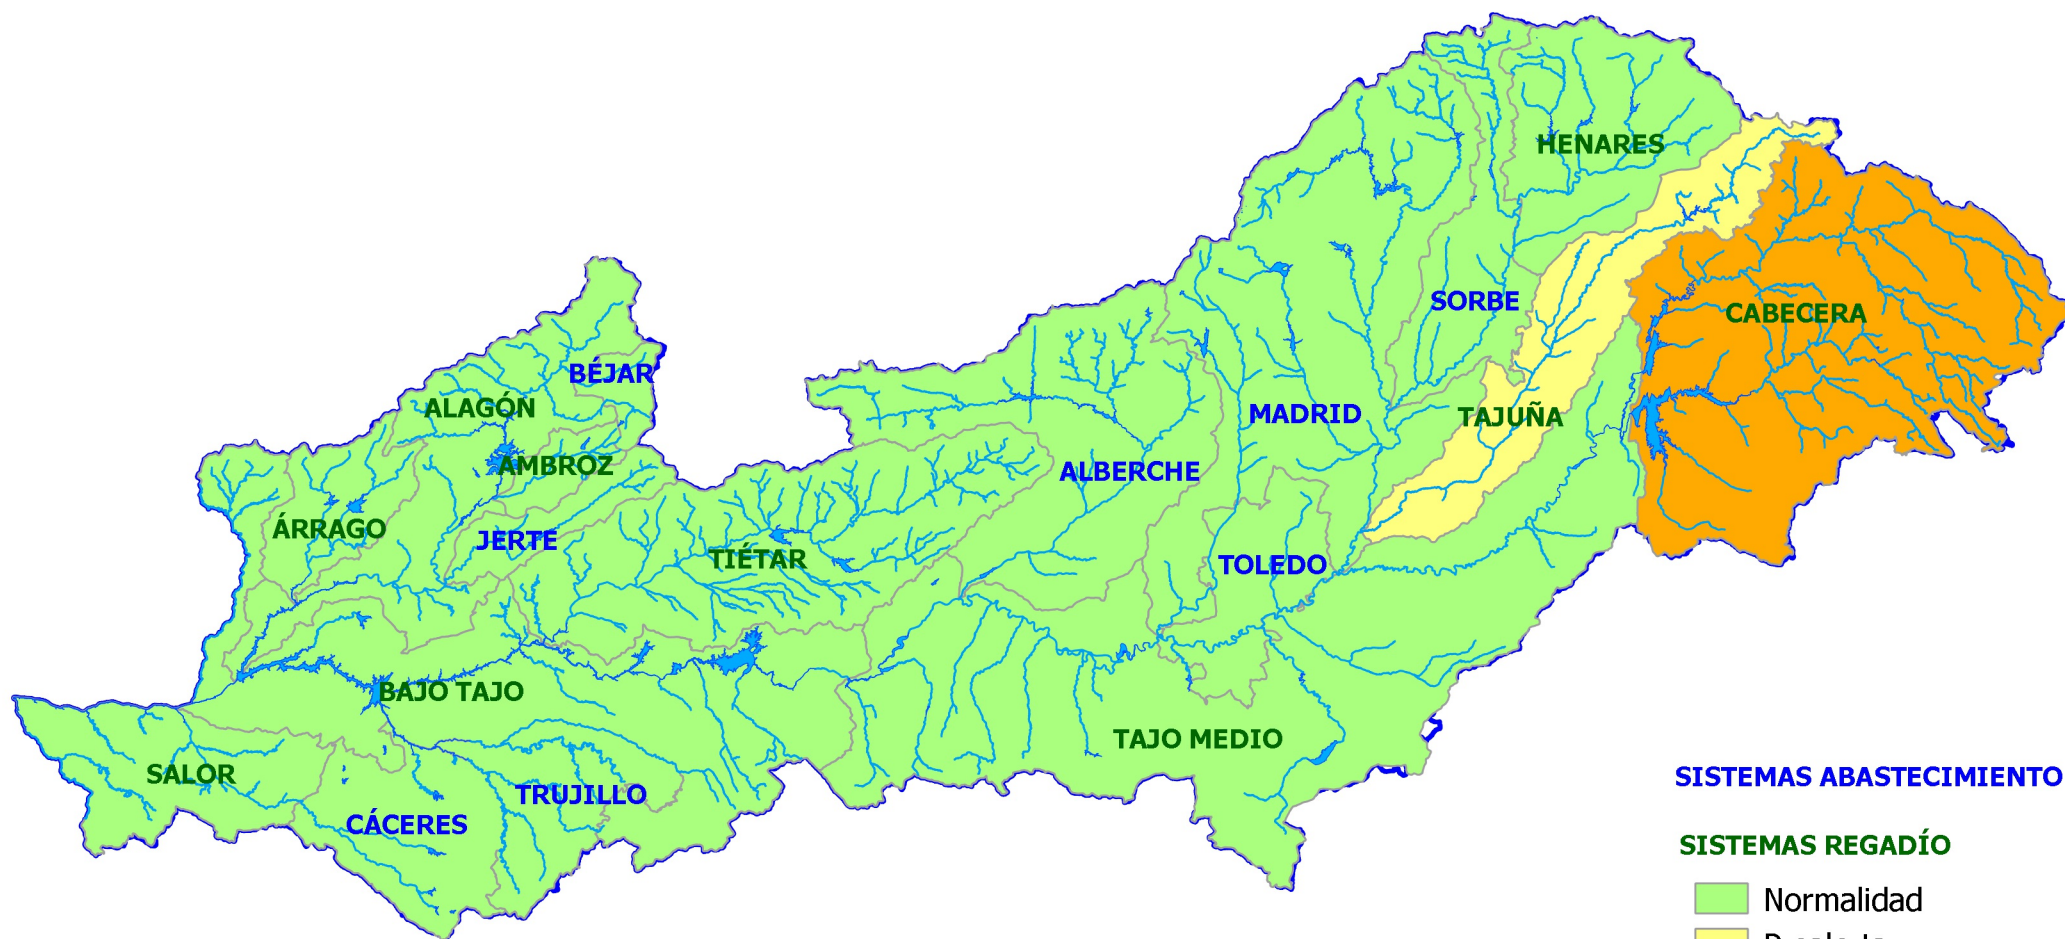 HENARES
SORBE
CABECERA
BÉJAR
ALAGÓN
MADRID
TAJUÑA
AMBROZ
ALBERCHE
ÁRRAGO
JERTE
TIÉTAR
TOLEDO
BAJO TAJO
TAJO MEDIO
SALOR
TRUJILLO
CÁCERES
SISTEMAS ABASTECIMIENTO
SISTEMAS REGADÍO
Normalidad